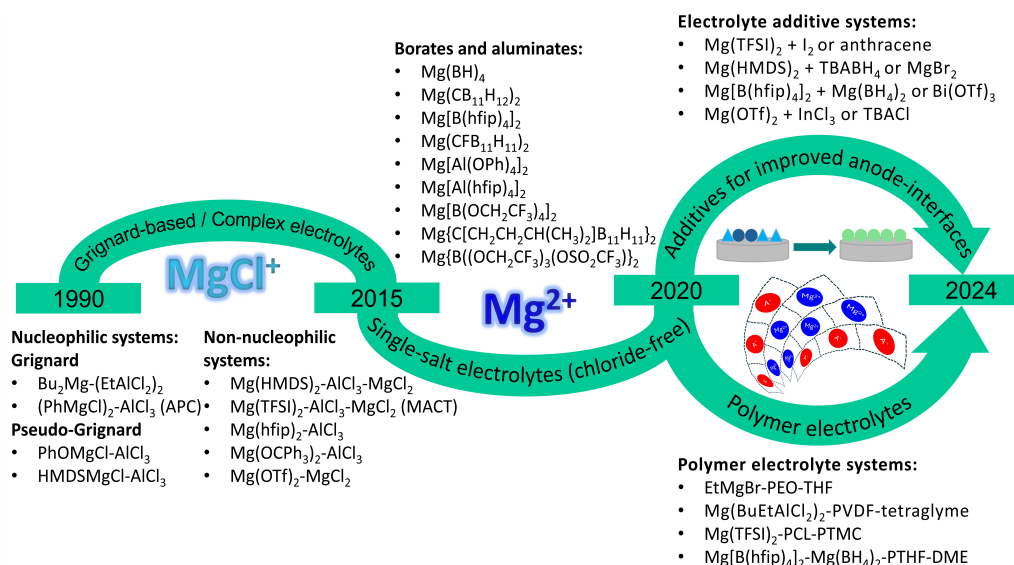 Electrolyte additive systems:
• Mg(TFSI)₂ + I₂ or anthracene
• Mg(HMDS)₂ + TBABH₄ or MgBr₂
• Mg[B(hfip)₄]₂ + Mg(BH₄)₂ or Bi(OTf)₃
• Mg(OTf)₂ + InCl₃ or TBACl
Borates and aluminates:
• Mg(BH)₄
• Mg(CB₁₁H₁₂)₂
• Mg[B(hfip)₄]₂
• Mg(CFB₁₁H₁₁)₂
• Mg[Al(OPh)₄]₂
• Mg[Al(hfip)₄]₂
• Mg[B(OCH₂CF₃)₄]₂
• Mg{C[CH₂CH₂CH(CH₃)₂]B₁₁H₁₁}₂
• Mg{B((OCH₂CF₃)₃(OSO₂CF₃)}₂
Grignard-based / Complex electrolytes
MgCl⁺
1990
2015
Mg²⁺
Single-salt electrolytes (chloride-free)
2020
Additives for improved anode-interfaces
2024
Polymer electrolytes
Mg²⁺
Mg²⁺
Mg²⁺
Nucleophilic systems:
Grignard
• Bu₂Mg-(EtAlCl₂)₂
• (PhMgCl)₂-AlCl₃ (APC)
Pseudo-Grignard
• PhOMgCl-AlCl₃
• HMDSMgCl-AlCl₃
Non-nucleophilic
systems:
• Mg(HMDS)₂-AlCl₃-MgCl₂
• Mg(TFSI)₂-AlCl₃-MgCl₂ (MACT)
• Mg(hfip)₂-AlCl₃
• Mg(OCPh₃)₂-AlCl₃
• Mg(OTf)₂-MgCl₂
Polymer electrolyte systems:
• EtMgBr-PEO-THF
• Mg(BuEtAlCl₂)₂-PVDF-tetraglyme
• Mg(TFSI)₂-PCL-PTMC
• Mg[B(hfip)₄]₂-Mg(BH₄)₂-PTHF-DME